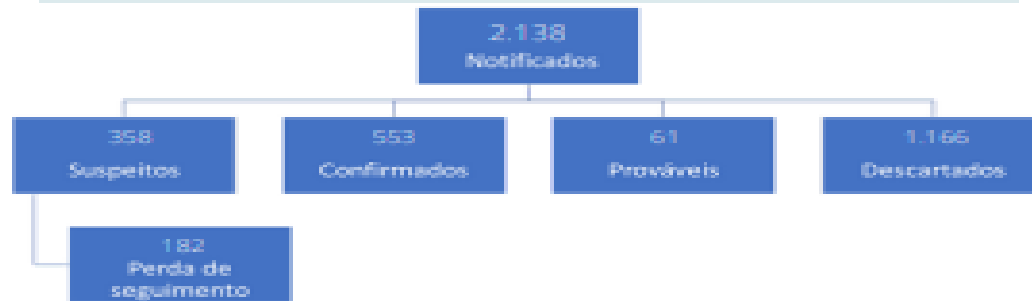 2.138
Notificados
358
Suspeitos
553
Confirmados
61
Prováveis
1.166
Descartados
182
Perda de
seguimento